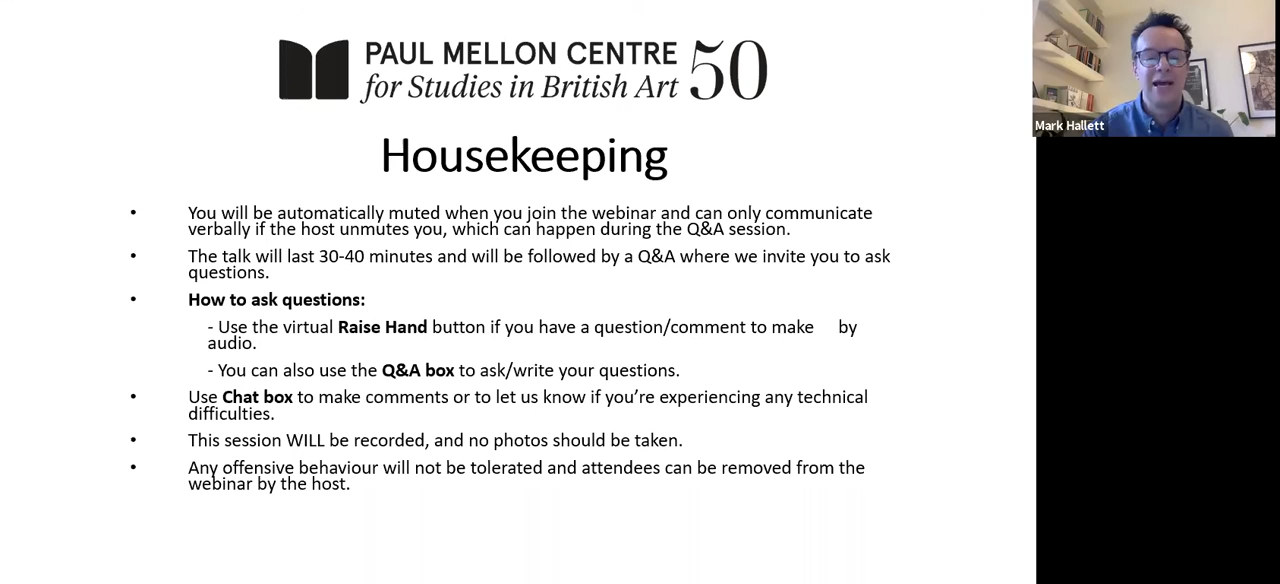 PAUL MELLON CENTRE
for Studies in British Art 50
Housekeeping
• You will be automatically muted when you join the webinar and can only communicate
verbally if the host unmutes you, which can happen during the Q&A session.
• The talk will last 30-40 minutes and will be followed by a Q&A where we invite you to ask
questions.
• How to ask questions:
- Use the virtual Raise Hand button if you have a question/comment to make by
audio.
- You can also use the Q&A box to ask/write your questions.
• Use Chat box to make comments or to let us know if you’re experiencing any technical
difficulties.
• This session WILL be recorded, and no photos should be taken.
• Any offensive behaviour will not be tolerated and attendees can be removed from the
webinar by the host.
Mark Hallett